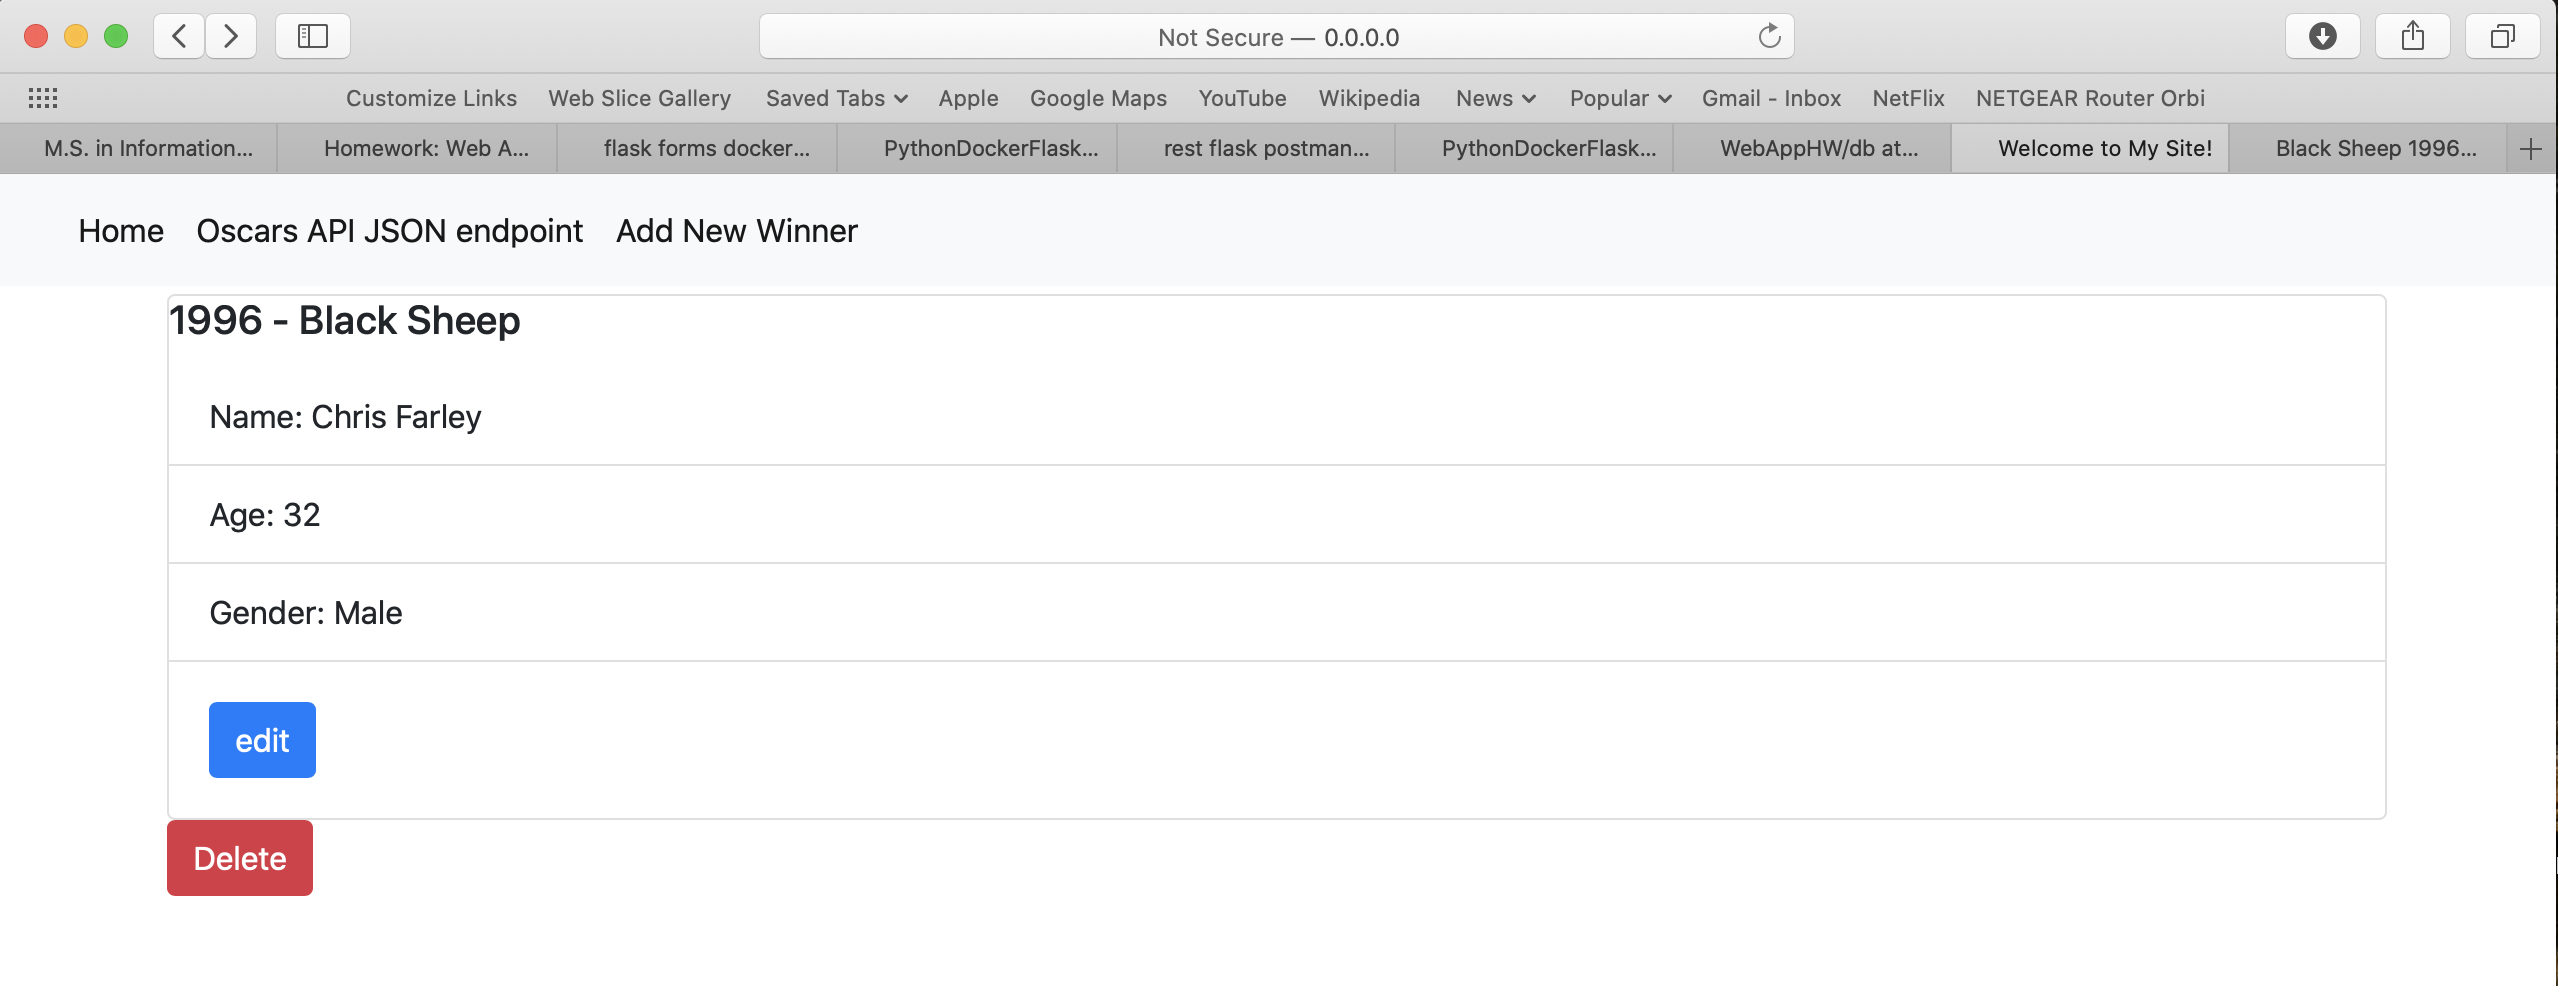 Not Secure — 0.0.0.0
Customize Links Web Slice Gallery Saved Tabs Apple Google Maps YouTube Wikipedia News Popular Gmail - Inbox NetFlix NETGEAR Router Orbi
M.S. in Information... Homework: Web A... flask forms docker... PythonDockerFlask... rest flask postman... PythonDockerFlask... WebAppHW/db at... Welcome to My Site! Black Sheep 1996...
Home Oscars API JSON endpoint Add New Winner
1996 - Black Sheep
Name: Chris Farley
Age: 32
Gender: Male
edit
Delete